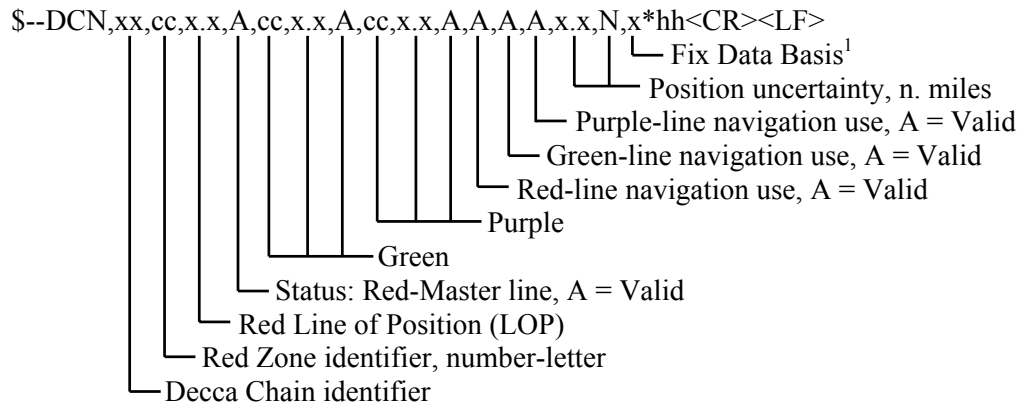 $--DCN,xx,cc,x.x,A,cc,x.x,A,cc,x.x,A,A,A,A,x.x,N,x*hh<CR><LF>
Fix Data Basis¹
Position uncertainty, n. miles
Purple-line navigation use, A = Valid
Green-line navigation use, A = Valid
Red-line navigation use, A = Valid
Purple
Green
Status: Red-Master line, A = Valid
Red Line of Position (LOP)
Red Zone identifier, number-letter
Decca Chain identifier